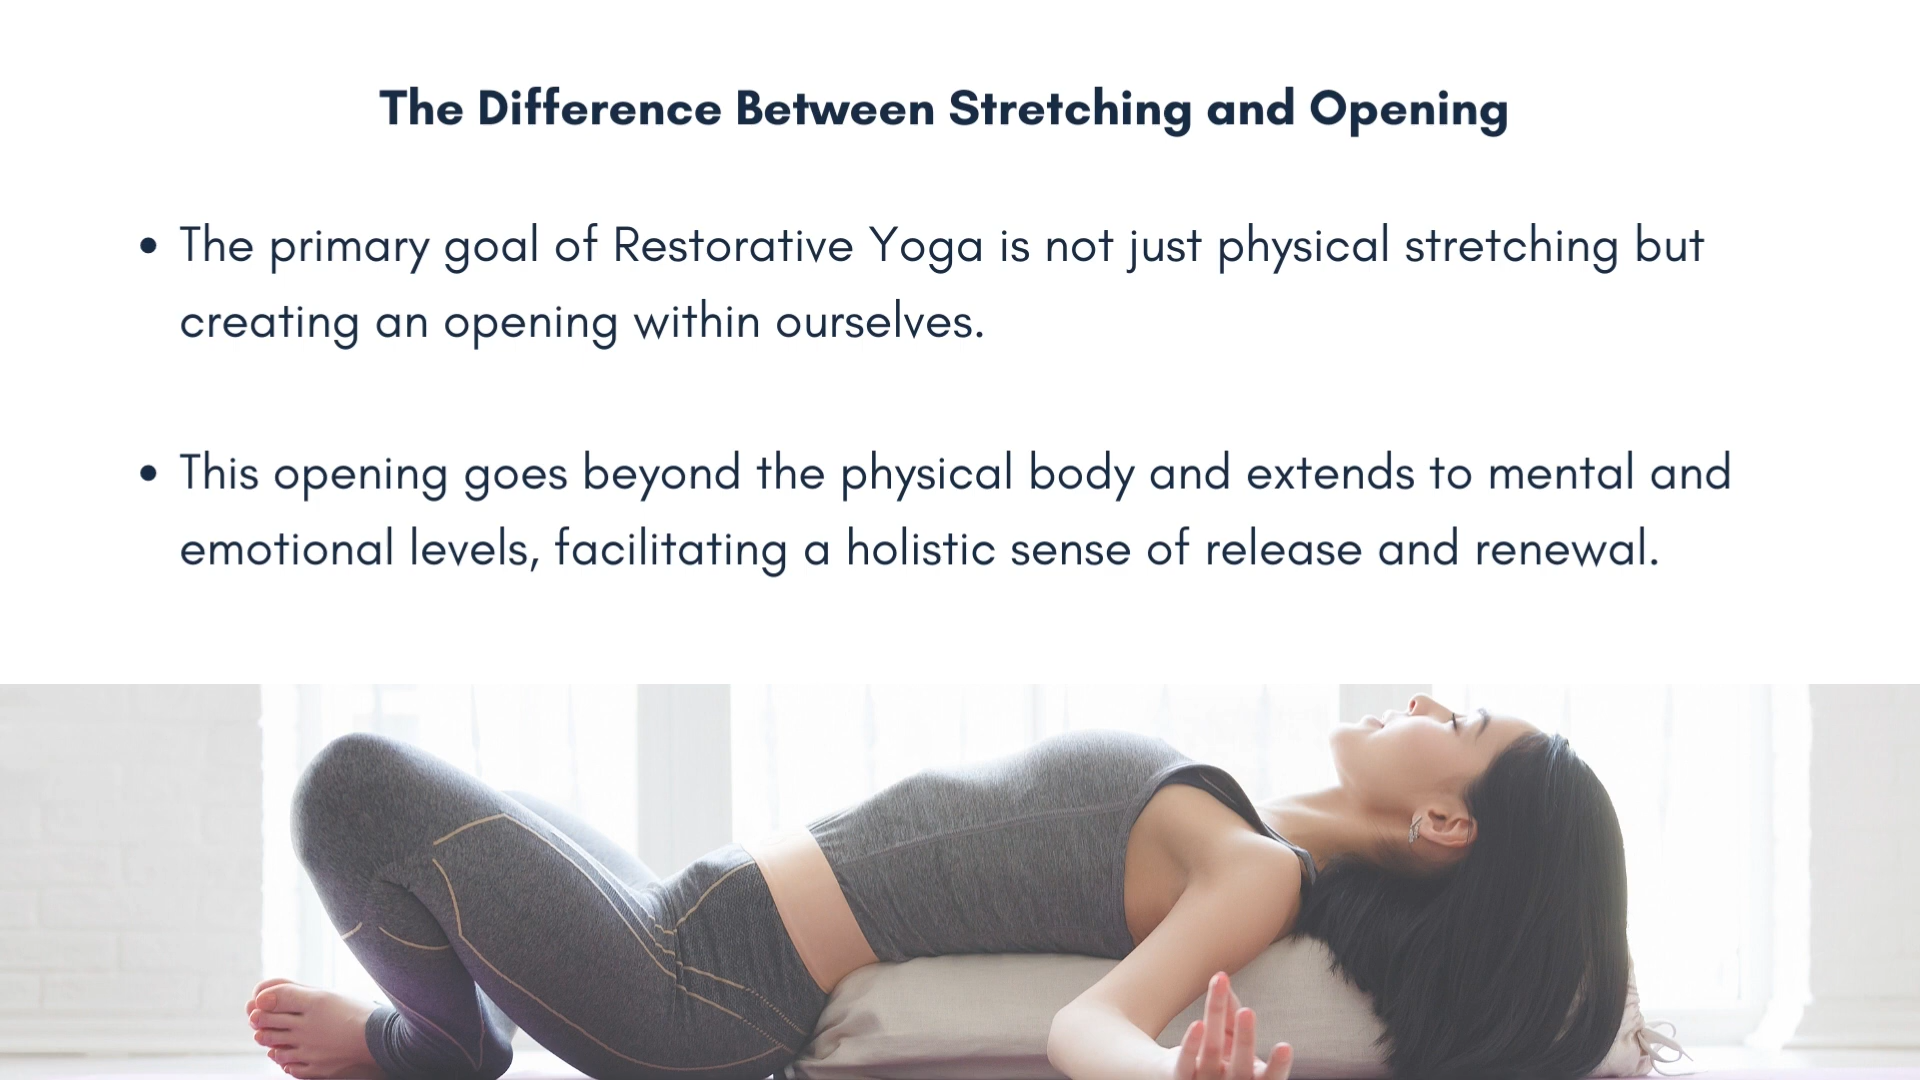 The Difference Between Stretching and Opening
• The primary goal of Restorative Yoga is not just physical stretching but
creating an opening within ourselves.
• This opening goes beyond the physical body and extends to mental and
emotional levels, facilitating a holistic sense of release and renewal.